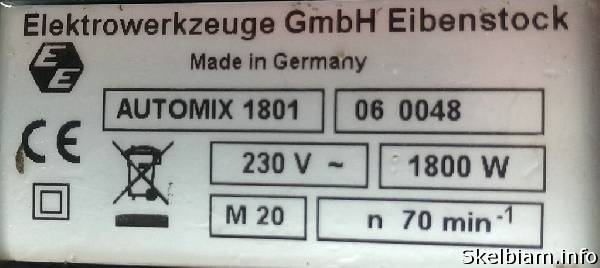 Elektrowerkzeuge GmbH Eibenstock
EE
Made in Germany
AUTOMIX 1801 06 0048
CE
230 V ~ 1800 W
M 20 n 70 min⁻¹
Skelbiam.info